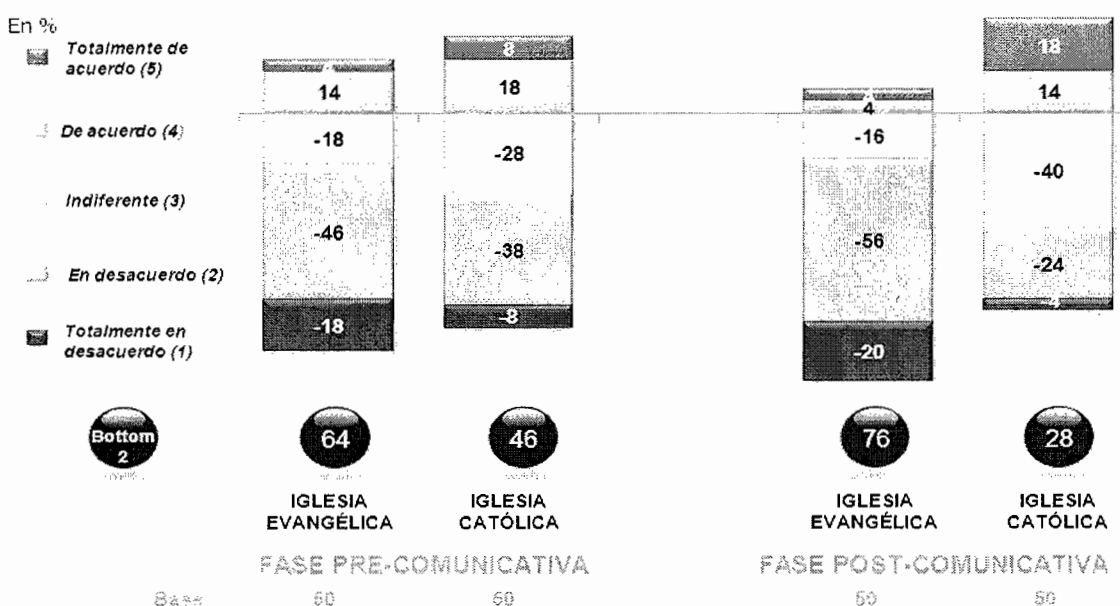 En %
Totalmente de
acuerdo (5)
De acuerdo (4)
Indiferente (3)
En desacuerdo (2)
Totalmente en
desacuerdo (1)
8 18
14 18 4 14
-18 -28 -16 -40
-46 -38 -56 -24
-18 -8 -20 -4
Bottom
2
64 46 76 28
IGLESIA
EVANGÉLICA
IGLESIA
CATÓLICA
IGLESIA
EVANGÉLICA
IGLESIA
CATÓLICA
FASE PRE-COMUNICATIVA FASE POST-COMUNICATIVA
Base 50 50 50 50